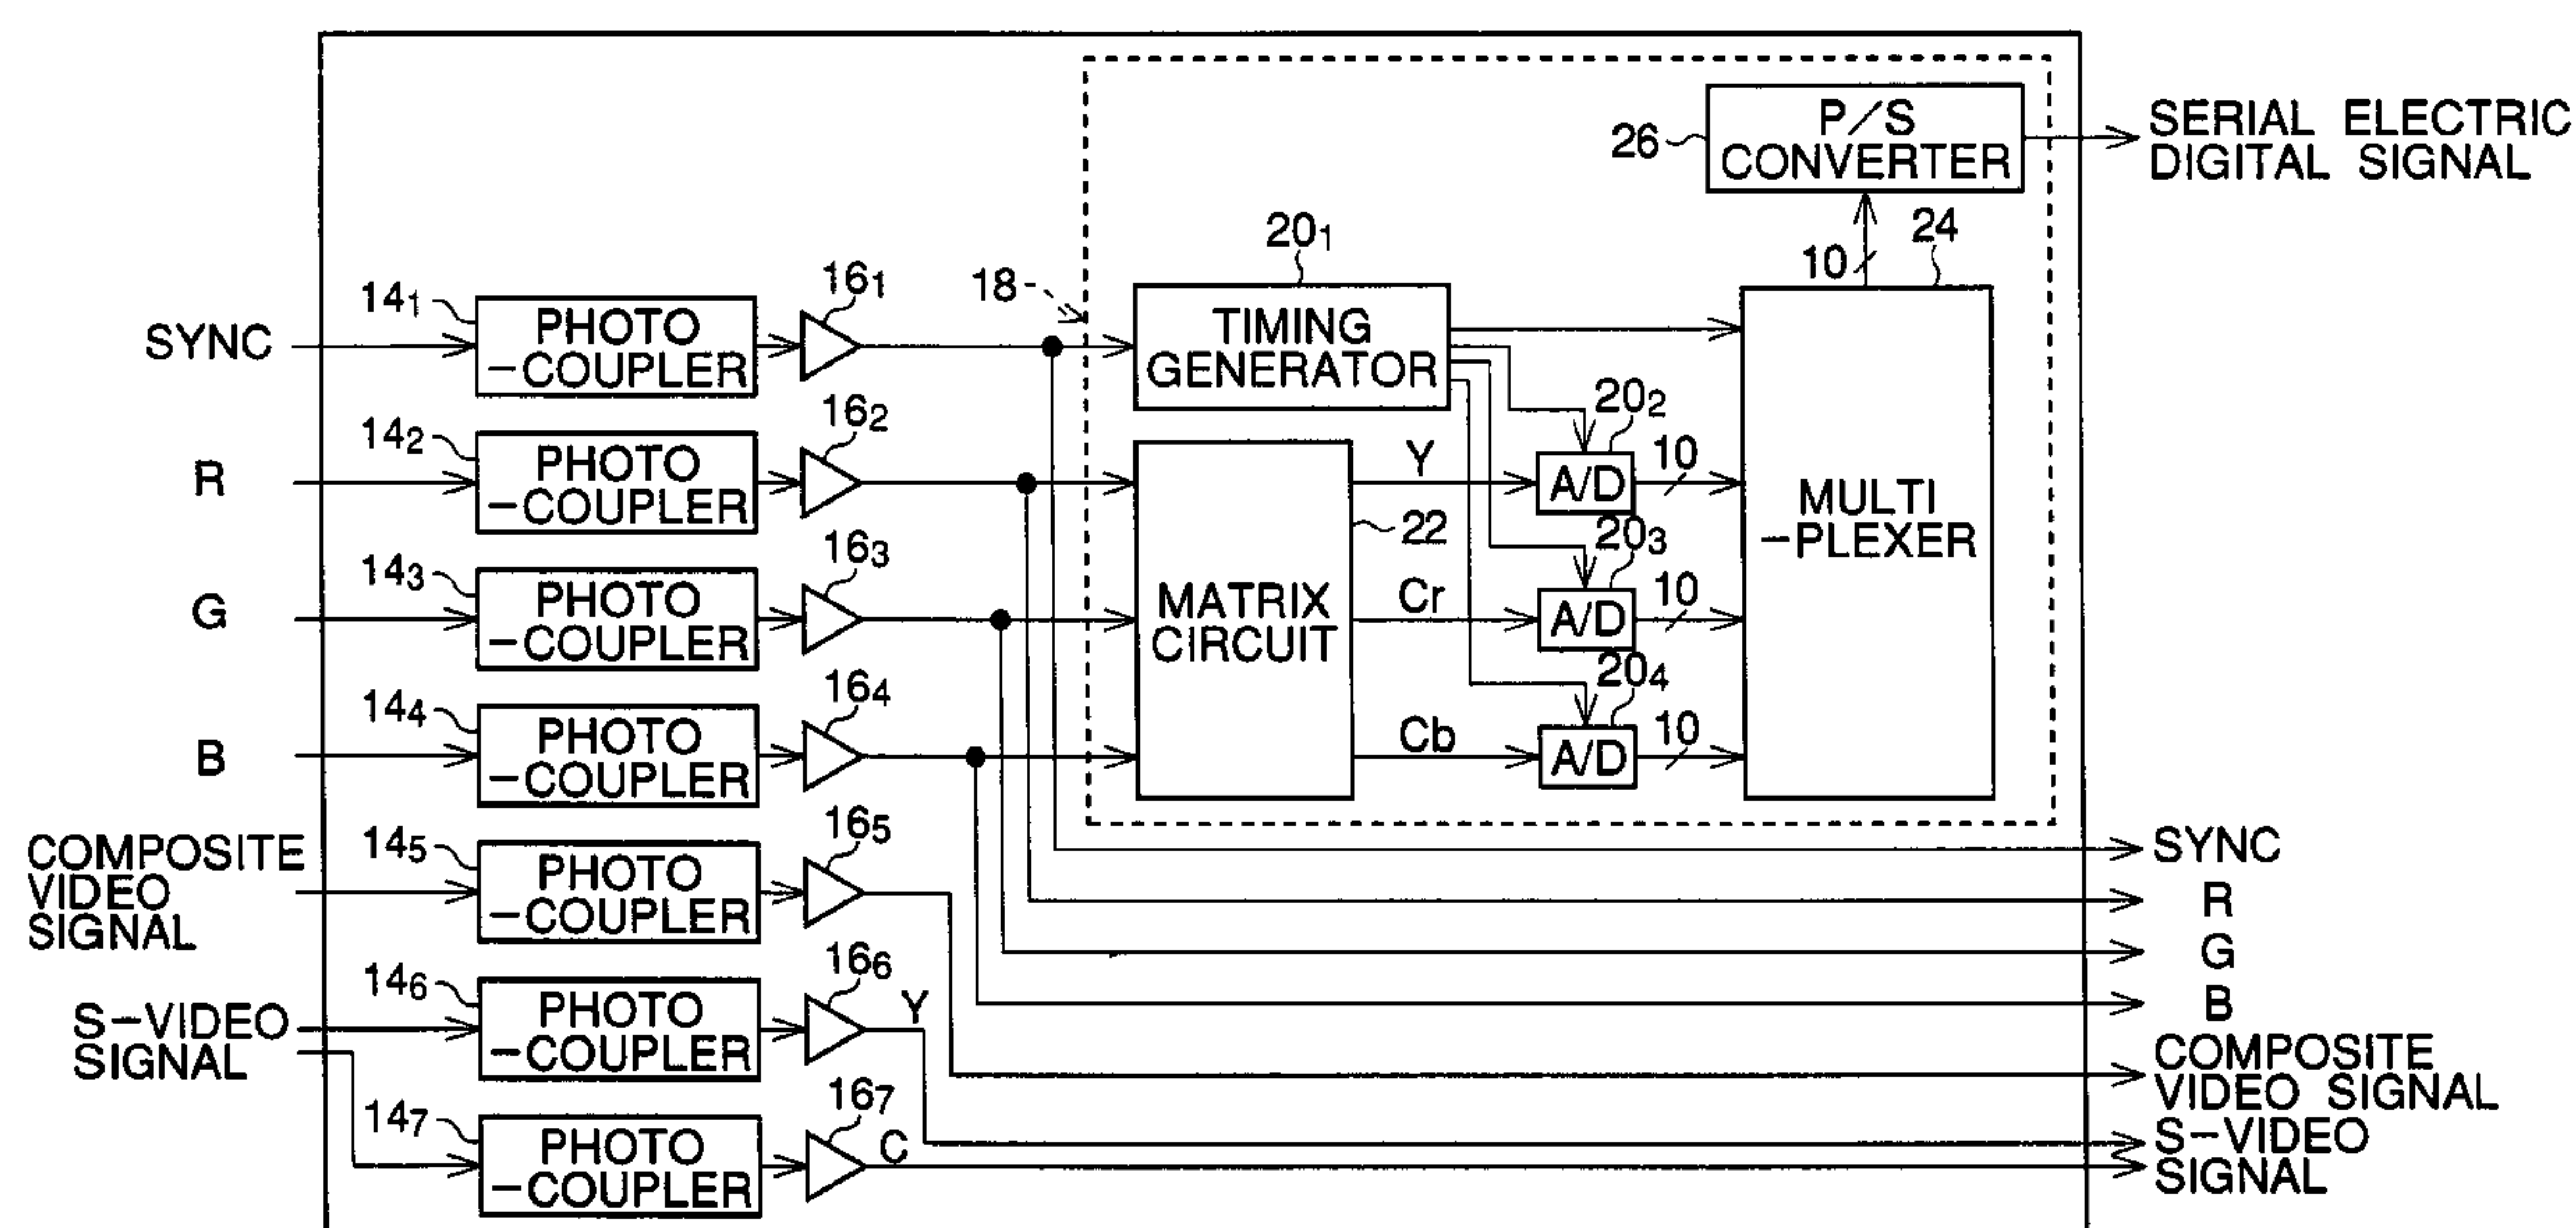 P/S
CONVERTER
26
SERIAL ELECTRIC
DIGITAL SIGNAL
24
10
20₁
18
TIMING
GENERATOR
SYNC
14₁
PHOTO
-COUPLER
16₁
R
14₂
PHOTO
-COUPLER
16₂
G
14₃
PHOTO
-COUPLER
16₃
B
14₄
PHOTO
-COUPLER
16₄
MATRIX
CIRCUIT
22
Y
20₂
A/D
10
Cr
20₃
A/D
10
Cb
20₄
A/D
10
MULTI
-PLEXER
COMPOSITE
VIDEO
SIGNAL
14₅
PHOTO
-COUPLER
16₅
S-VIDEO
SIGNAL
14₆
PHOTO
-COUPLER
16₆
Y
14₇
PHOTO
-COUPLER
16₇
C
SYNC
R
G
B
COMPOSITE
VIDEO SIGNAL
S-VIDEO
SIGNAL